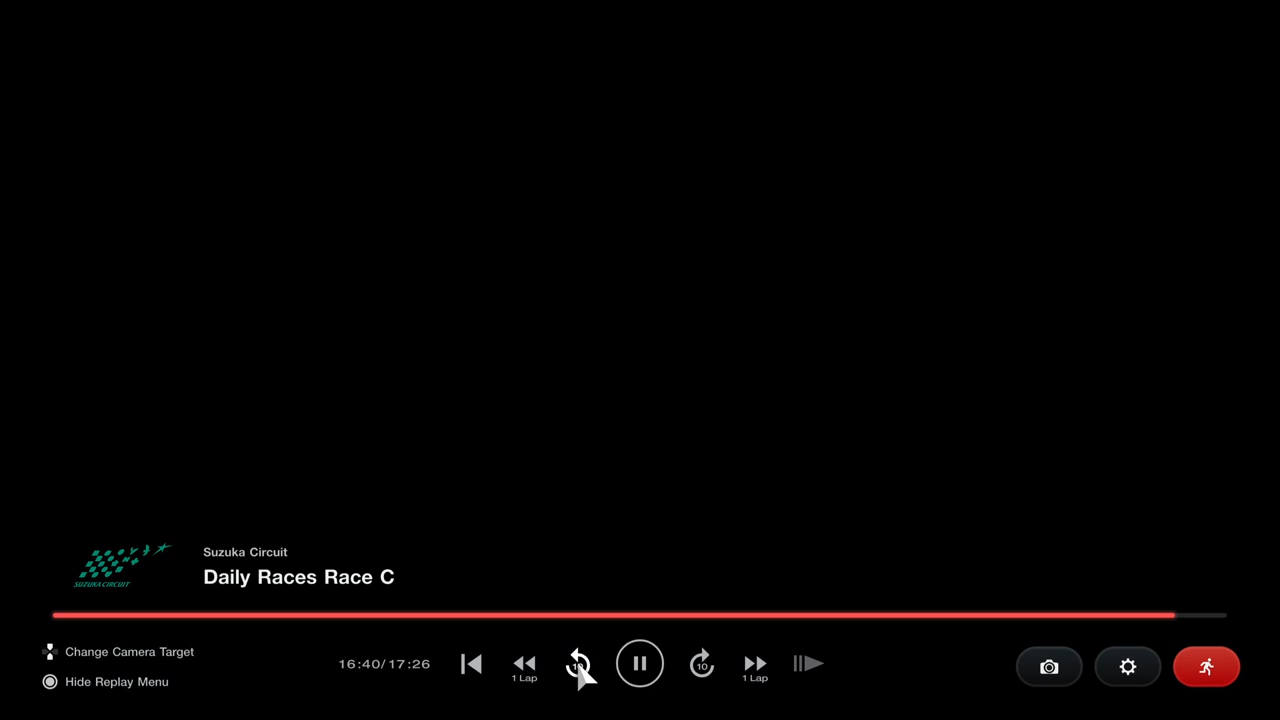 SUZUKA CIRCUIT
Suzuka Circuit
Daily Races Race C
Change Camera Target
Hide Replay Menu
16:40/17:26
1 Lap
10
10
1 Lap